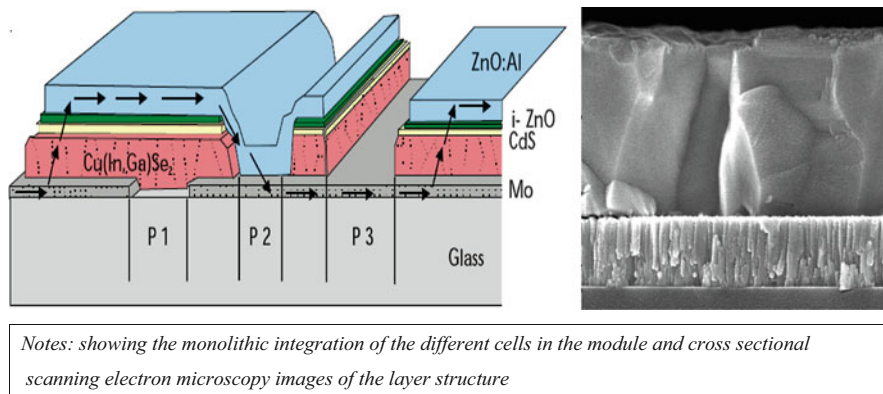 ZnO:Al
i- ZnO
CdS
Cu(In,Ga)Se₂
Mo
P 1
P 2
P 3
Glass
Notes: showing the monolithic integration of the different cells in the module and cross sectional
scanning electron microscopy images of the layer structure